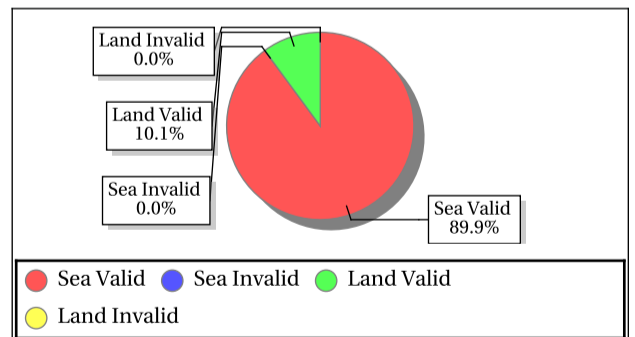 Land Invalid
0.0%
Land Valid
10.1%
Sea Invalid
0.0%
Sea Valid
89.9%
Sea Valid Sea Invalid Land Valid
Land Invalid